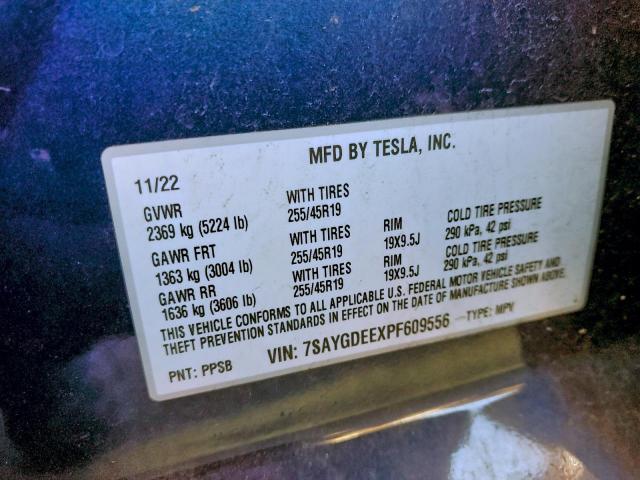 MFD BY TESLA, INC.
11/22
GVWR WITH TIRES
2369 kg (5224 lb) 255/45R19
GAWR FRT WITH TIRES RIM COLD TIRE PRESSURE
1363 kg (3004 lb) 255/45R19 19X9.5J 290 kPa, 42 psi
GAWR RR WITH TIRES RIM COLD TIRE PRESSURE
1636 kg (3606 lb) 255/45R19 19X9.5J 290 kPa, 42 psi
THIS VEHICLE CONFORMS TO ALL APPLICABLE U.S. FEDERAL MOTOR VEHICLE SAFETY AND
THEFT PREVENTION STANDARDS IN EFFECT ON THE DATE OF MANUFACTURE SHOWN ABOVE.
PNT: PPSB VIN: 7SAYGDEEXPF609556 TYPE: MPV